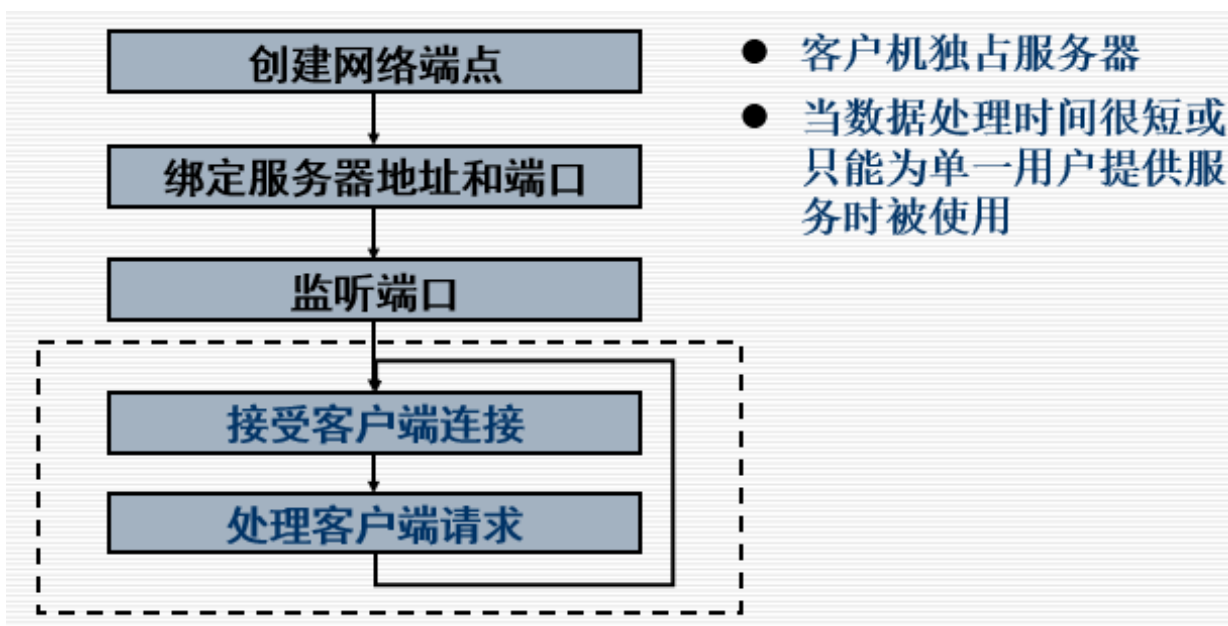 创建网络端点
绑定服务器地址和端口
监听端口
接受客户端连接
处理客户端请求
客户机独占服务器
当数据处理时间很短或
只能为单一用户提供服
务时被使用